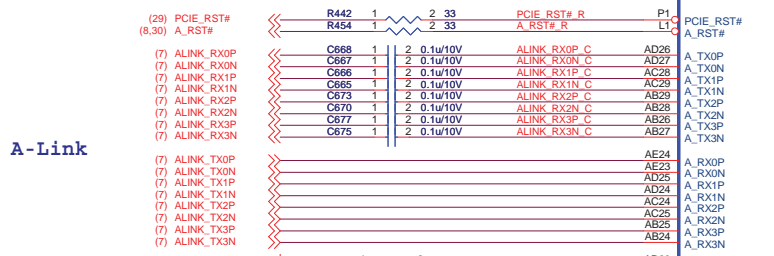 (29) PCIE_RST# R442 1 2 33 PCIE_RST#_R P1 PCIE_RST#
(8,30) A_RST# R454 1 2 33 A_RST#_R L1 A_RST#
(7) ALINK_RX0P C668 1 2 0.1u/10V ALINK_RX0P_C AD26 A_TX0P
(7) ALINK_RX0N C667 1 2 0.1u/10V ALINK_RX0N_C AD27 A_TX0N
(7) ALINK_RX1P C666 1 2 0.1u/10V ALINK_RX1P_C AC28 A_TX1P
(7) ALINK_RX1N C665 1 2 0.1u/10V ALINK_RX1N_C AC29 A_TX1N
(7) ALINK_RX2P C673 1 2 0.1u/10V ALINK_RX2P_C AB29 A_TX2P
(7) ALINK_RX2N C670 1 2 0.1u/10V ALINK_RX2N_C AB28 A_TX2N
(7) ALINK_RX3P C677 1 2 0.1u/10V ALINK_RX3P_C AB26 A_TX3P
(7) ALINK_RX3N C675 1 2 0.1u/10V ALINK_RX3N_C AB27 A_TX3N
A-Link
(7) ALINK_TX0P AE24 A_RX0P
(7) ALINK_TX0N AE23 A_RX0N
(7) ALINK_TX1P AD25 A_RX1P
(7) ALINK_TX1N AD24 A_RX1N
(7) ALINK_TX2P AC24 A_RX2P
(7) ALINK_TX2N AC25 A_RX2N
(7) ALINK_TX3P AB25 A_RX3P
(7) ALINK_TX3N AB24 A_RX3N